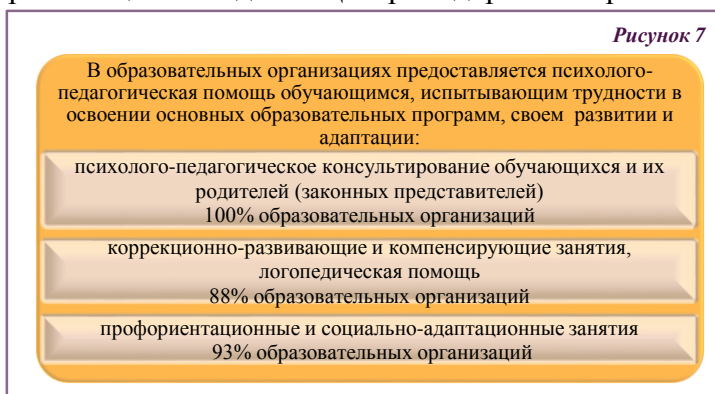 Рисунок 7
В образовательных организациях предоставляется психолого-
педагогическая помощь обучающимся, испытывающим трудности в
освоении основных образовательных программ, своем развитии и
адаптации:
психолого-педагогическое консультирование обучающихся и их
родителей (законных представителей)
100% образовательных организаций
коррекционно-развивающие и компенсирующие занятия,
логопедическая помощь
88% образовательных организаций
профориентационные и социально-адаптационные занятия
93% образовательных организаций